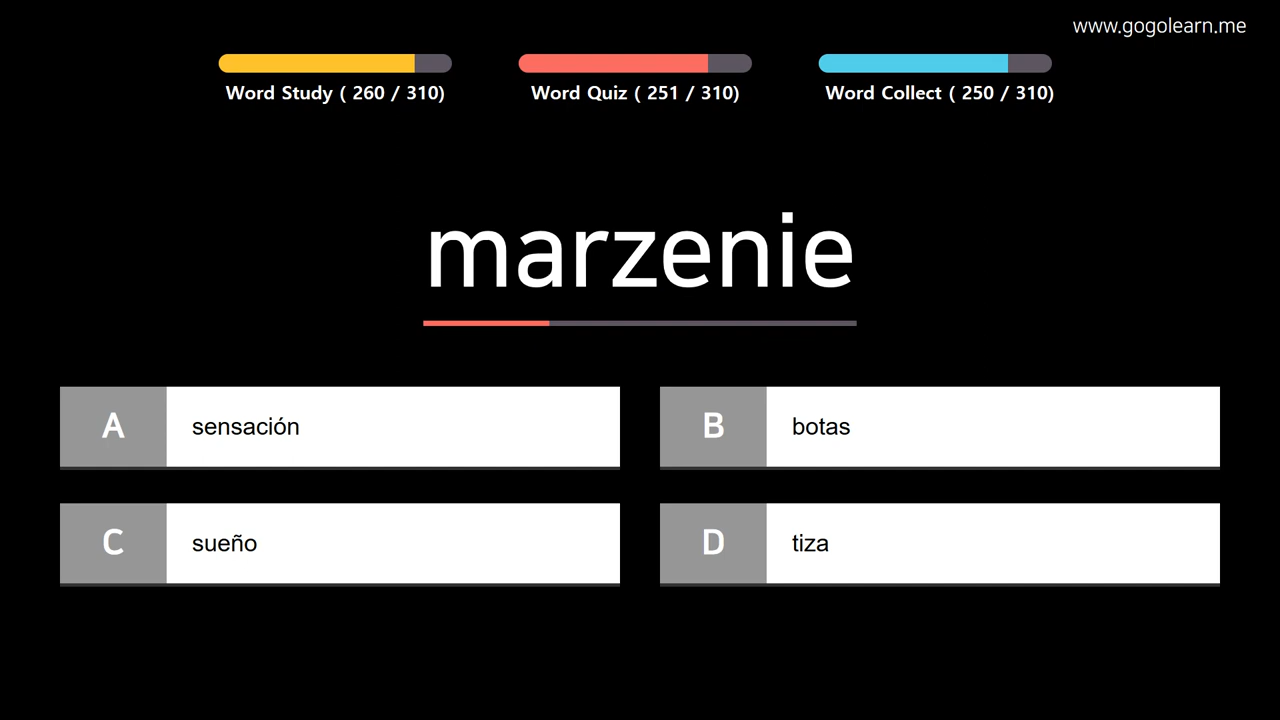 www.gogolearn.me
Word Study ( 260 / 310)
Word Quiz ( 251 / 310)
Word Collect ( 250 / 310)
marzenie
A sensación
B botas
C sueño
D tiza